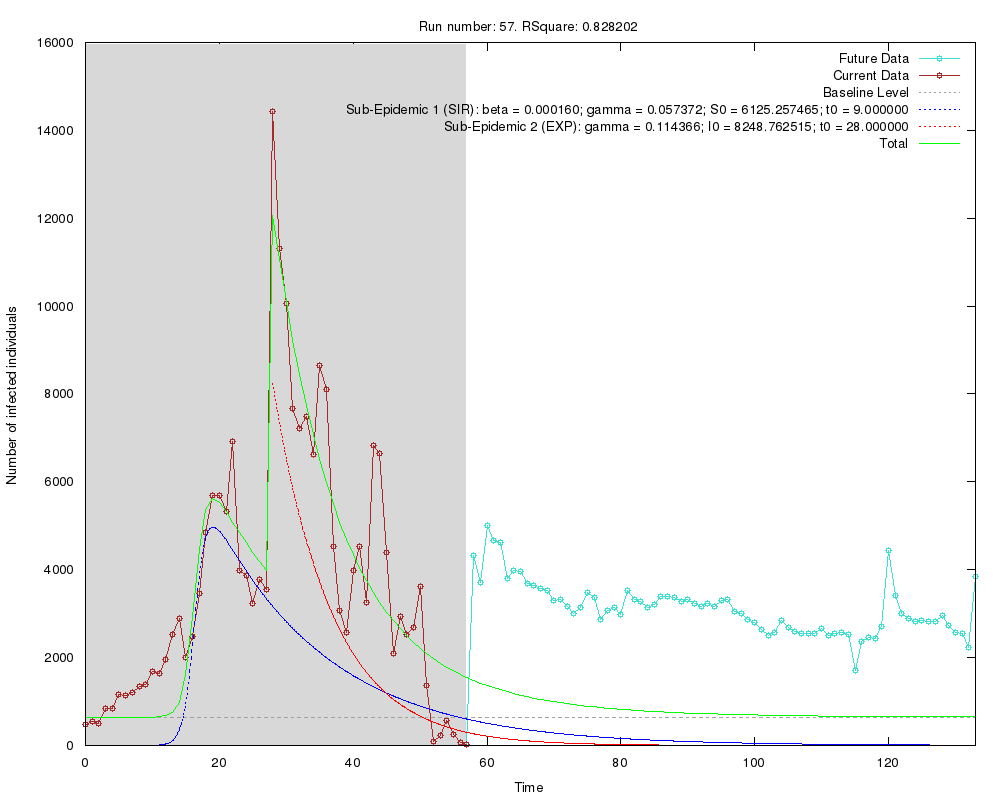 Run number: 57. RSquare: 0.828202
16000
14000
12000
10000
8000
6000
4000
2000
0
Number of infected individuals
Future Data
Current Data
Baseline Level
Sub-Epidemic 1 (SIR): beta = 0.000160; gamma = 0.057372; S0 = 6125.257465; t0 = 9.000000
Sub-Epidemic 2 (EXP): gamma = 0.114366; I0 = 8248.762515; t0 = 28.000000
Total
0 20 40 60 80 100 120
Time